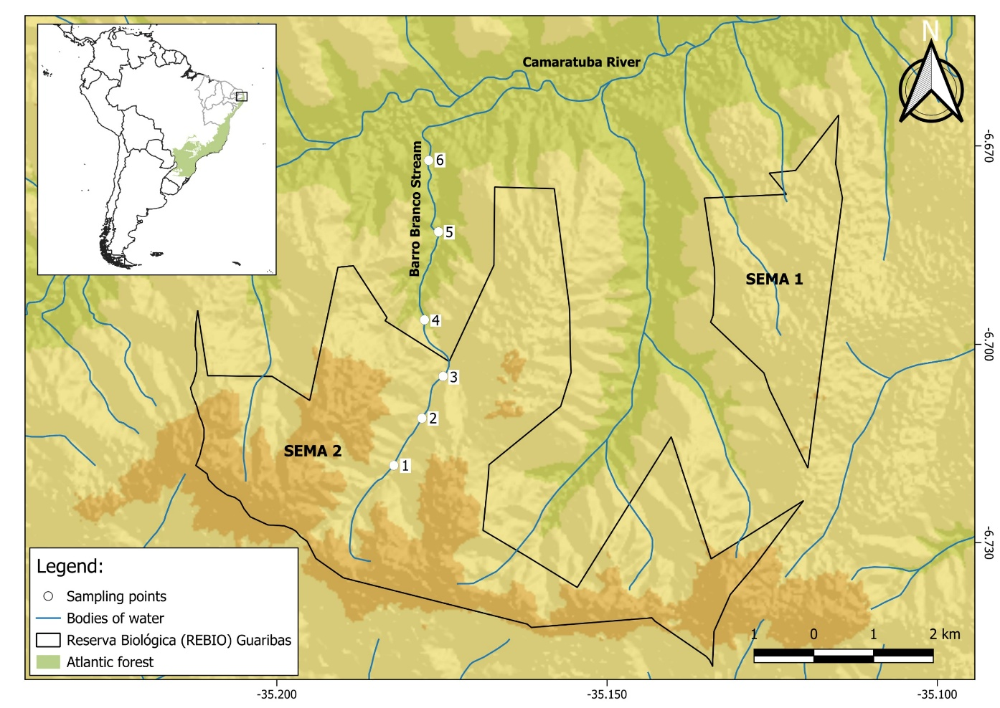 N
Camaratuba River
Barro Branco Stream
6
5
4
3
2
1
SEMA 1
SEMA 2
-6.670
-6.700
-6.730
Legend:
Sampling points
Bodies of water
Reserva Biológica (REBIO) Guaribas
Atlantic forest
1 0 1 2 km
-35.200 -35.150 -35.100